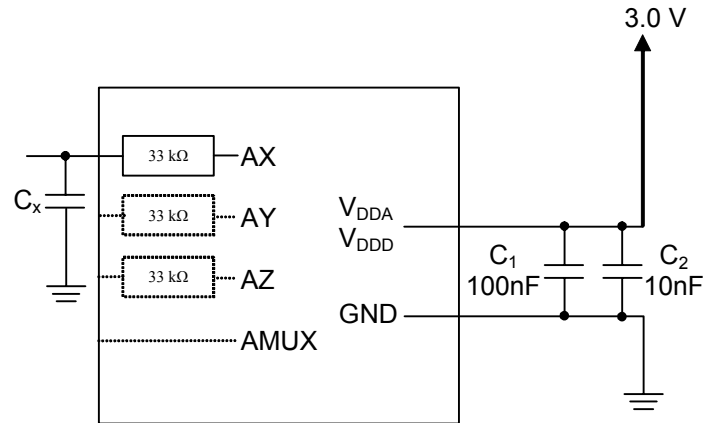 3.0 V
33 kΩ AX
Cx
33 kΩ AY
VDDA
VDDD
C1
100nF
C2
10nF
33 kΩ AZ
GND
AMUX